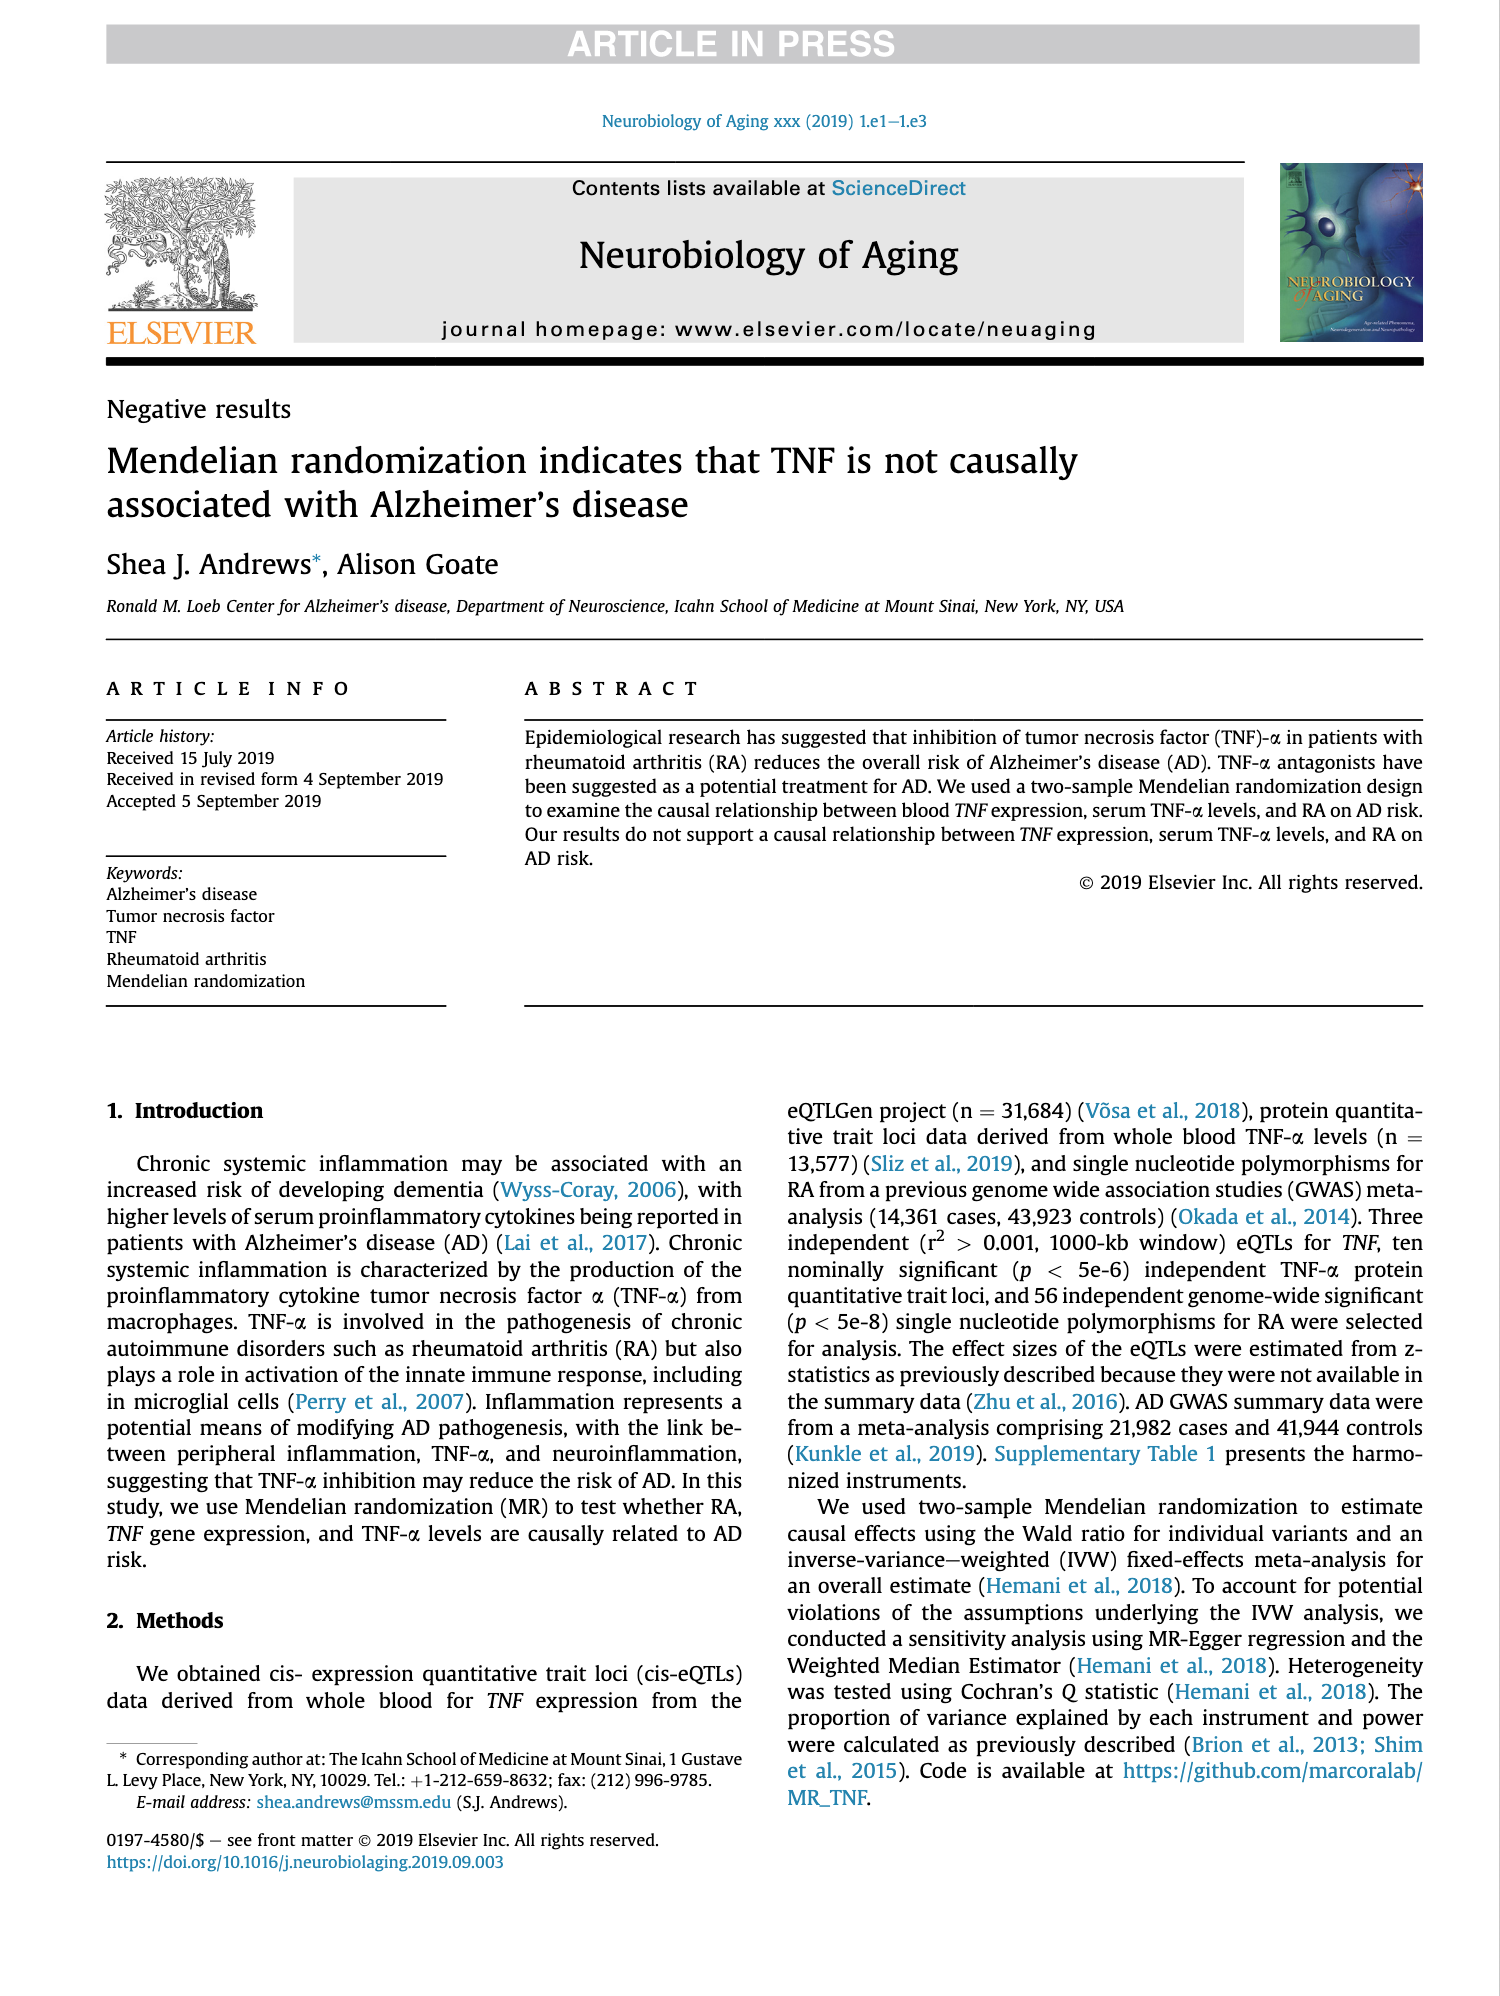 ARTICLE IN PRESS
Neurobiology of Aging xxx (2019) 1.e1–1.e3
NON SOLUS
ELSEVIER
Contents lists available at ScienceDirect
Neurobiology of Aging
journal homepage: www.elsevier.com/locate/neuaging
NEUROBIOLOGY
of AGING
Age-related Phenomena,
Neurodegeneration and Neuropathology
Negative results
Mendelian randomization indicates that TNF is not causally
associated with Alzheimer's disease
Shea J. Andrews*, Alison Goate
Ronald M. Loeb Center for Alzheimer's disease, Department of Neuroscience, Icahn School of Medicine at Mount Sinai, New York, NY, USA
ARTICLE INFO
Article history:
Received 15 July 2019
Received in revised form 4 September 2019
Accepted 5 September 2019
Keywords:
Alzheimer's disease
Tumor necrosis factor
TNF
Rheumatoid arthritis
Mendelian randomization
ABSTRACT
Epidemiological research has suggested that inhibition of tumor necrosis factor (TNF)-α in patients with
rheumatoid arthritis (RA) reduces the overall risk of Alzheimer's disease (AD). TNF-α antagonists have
been suggested as a potential treatment for AD. We used a two-sample Mendelian randomization design
to examine the causal relationship between blood TNF expression, serum TNF-α levels, and RA on AD risk.
Our results do not support a causal relationship between TNF expression, serum TNF-α levels, and RA on
AD risk.
© 2019 Elsevier Inc. All rights reserved.
1. Introduction
Chronic systemic inflammation may be associated with an
increased risk of developing dementia (Wyss-Coray, 2006), with
higher levels of serum proinflammatory cytokines being reported in
patients with Alzheimer's disease (AD) (Lai et al., 2017). Chronic
systemic inflammation is characterized by the production of the
proinflammatory cytokine tumor necrosis factor α (TNF-α) from
macrophages. TNF-α is involved in the pathogenesis of chronic
autoimmune disorders such as rheumatoid arthritis (RA) but also
plays a role in activation of the innate immune response, including
in microglial cells (Perry et al., 2007). Inflammation represents a
potential means of modifying AD pathogenesis, with the link be-
tween peripheral inflammation, TNF-α, and neuroinflammation,
suggesting that TNF-α inhibition may reduce the risk of AD. In this
study, we use Mendelian randomization (MR) to test whether RA,
TNF gene expression, and TNF-α levels are causally related to AD
risk.
2. Methods
We obtained cis- expression quantitative trait loci (cis-eQTLs)
data derived from whole blood for TNF expression from the
* Corresponding author at: The Icahn School of Medicine at Mount Sinai, 1 Gustave
L. Levy Place, New York, NY, 10029. Tel.: +1-212-659-8632; fax: (212) 996-9785.
E-mail address: shea.andrews@mssm.edu (S.J. Andrews).
0197-4580/$ – see front matter © 2019 Elsevier Inc. All rights reserved.
https://doi.org/10.1016/j.neurobiolaging.2019.09.003
eQTLGen project (n = 31,684) (Võsa et al., 2018), protein quantita-
tive trait loci data derived from whole blood TNF-α levels (n =
13,577) (Sliz et al., 2019), and single nucleotide polymorphisms for
RA from a previous genome wide association studies (GWAS) meta-
analysis (14,361 cases, 43,923 controls) (Okada et al., 2014). Three
independent (r² > 0.001, 1000-kb window) eQTLs for TNF, ten
nominally significant (p < 5e-6) independent TNF-α protein
quantitative trait loci, and 56 independent genome-wide significant
(p < 5e-8) single nucleotide polymorphisms for RA were selected
for analysis. The effect sizes of the eQTLs were estimated from z-
statistics as previously described because they were not available in
the summary data (Zhu et al., 2016). AD GWAS summary data were
from a meta-analysis comprising 21,982 cases and 41,944 controls
(Kunkle et al., 2019). Supplementary Table 1 presents the harmo-
nized instruments.
We used two-sample Mendelian randomization to estimate
causal effects using the Wald ratio for individual variants and an
inverse-variance–weighted (IVW) fixed-effects meta-analysis for
an overall estimate (Hemani et al., 2018). To account for potential
violations of the assumptions underlying the IVW analysis, we
conducted a sensitivity analysis using MR-Egger regression and the
Weighted Median Estimator (Hemani et al., 2018). Heterogeneity
was tested using Cochran's Q statistic (Hemani et al., 2018). The
proportion of variance explained by each instrument and power
were calculated as previously described (Brion et al., 2013; Shim
et al., 2015). Code is available at https://github.com/marcoralab/
MR_TNF.